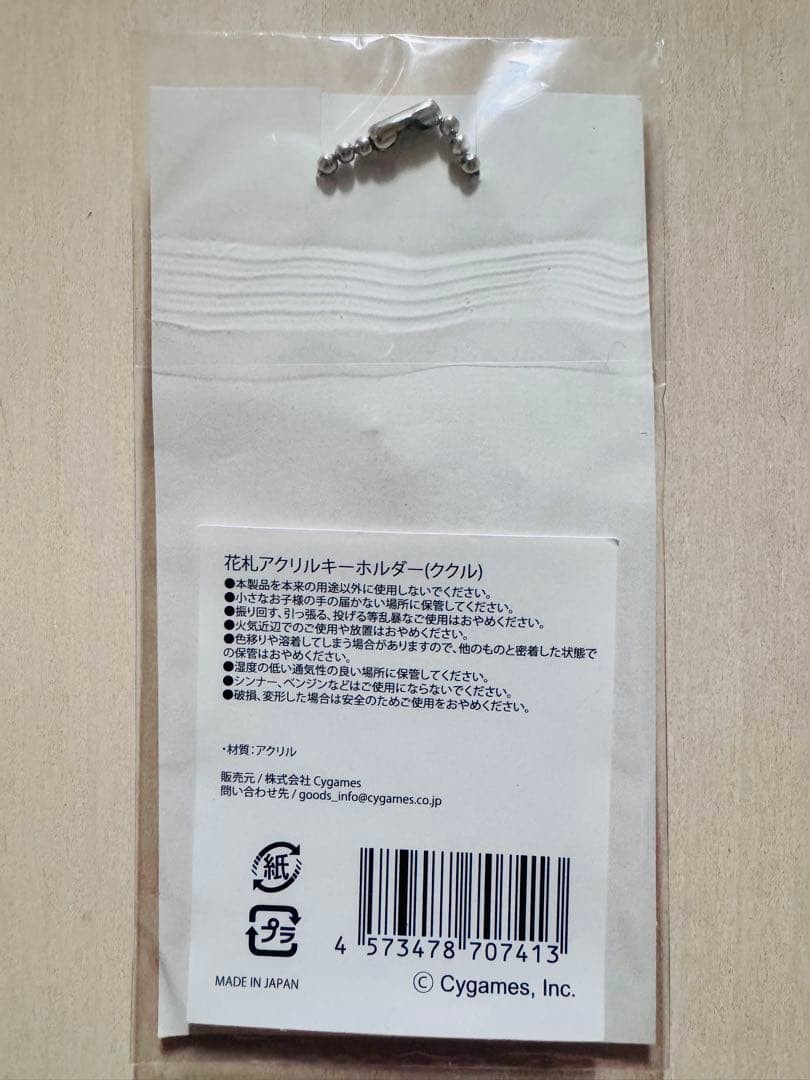 花札アクリルキーホルダー(ククル)
●本製品を本来の用途以外に使用しないでください。
●小さなお子様の手の届かない場所に保管してください。
●振り回す、引っ張る、投げる等乱暴なご使用はおやめください。
●火気近辺でのご使用や放置はおやめください。
●色移りや溶着してしまう場合がありますので、他のものと密着した状態で
の保管はおやめください。
●湿度の低い通気性の良い場所に保管してください。
●シンナー、ベンジンなどはご使用にならないでください。
●破損、変形した場合は安全のためご使用をおやめください。
・材質：アクリル
販売元 / 株式会社 Cygames
問い合わせ先 / goods_info@cygames.co.jp
紙
プラ
4 573478 707413
MADE IN JAPAN
© Cygames, Inc.